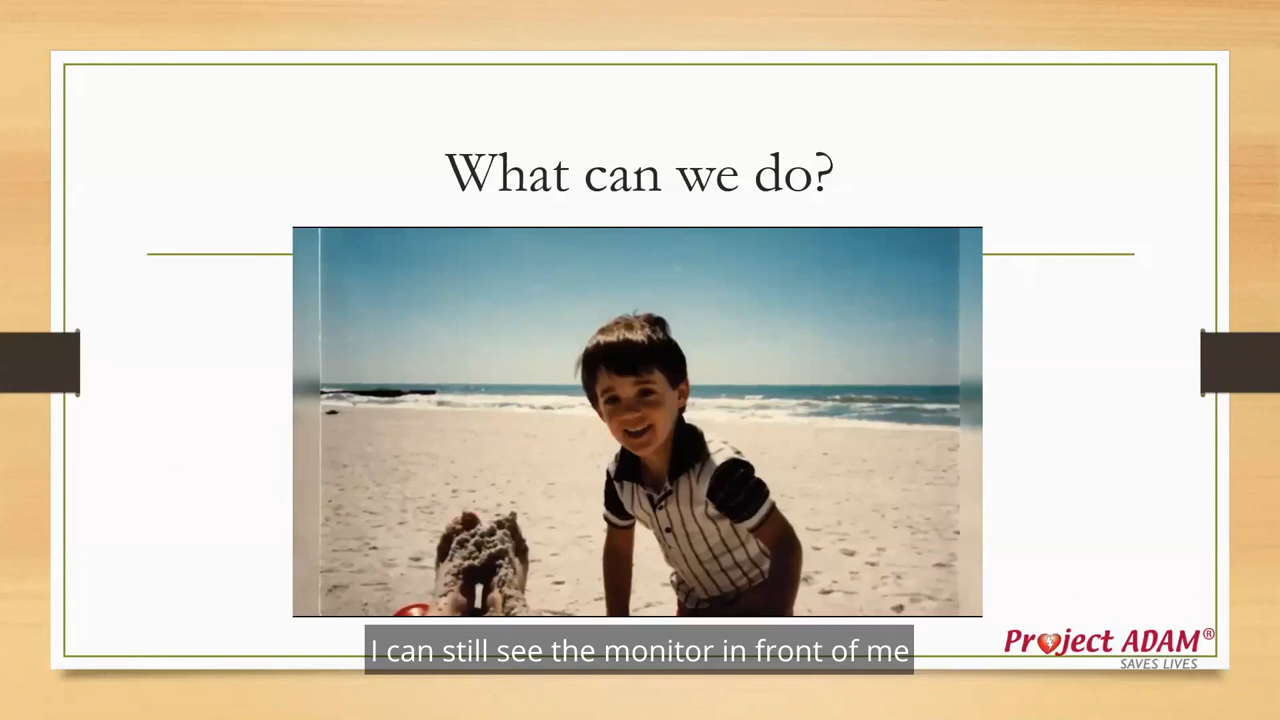 What can we do?
I can still see the monitor in front of me
Project ADAM®
SAVES LIVES